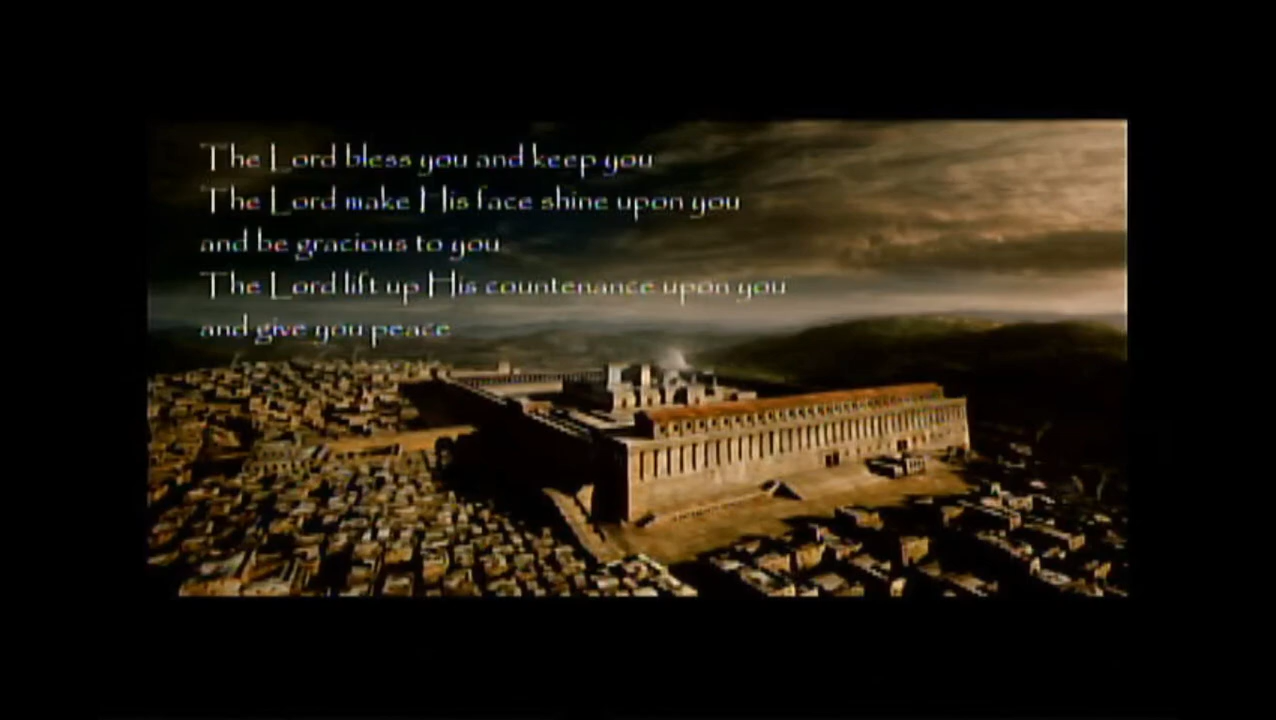 The Lord bless you and keep you
The Lord make His face shine upon you
and be gracious to you
The Lord lift up His countenance upon you
and give you peace